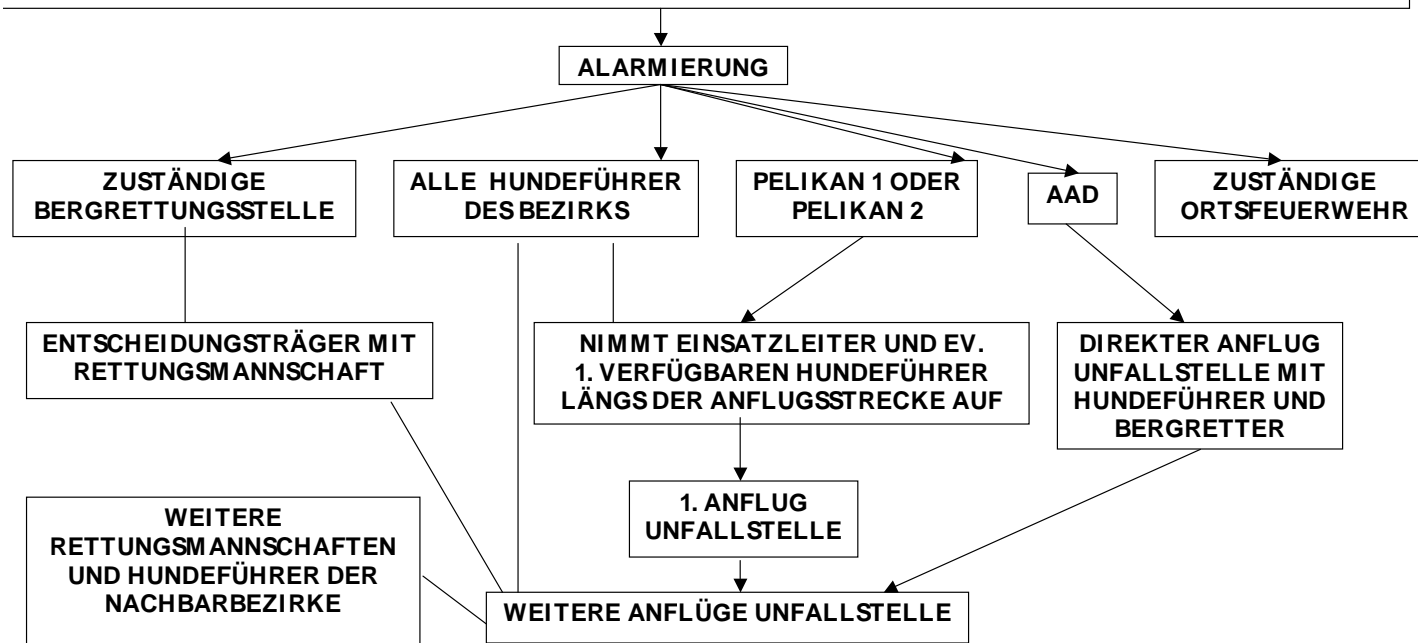 ALARMIERUNG
ZUSTÄNDIGE
BERGRETTUNGSSTELLE
ALLE HUNDEFÜHRER
DES BEZIRKS
PELIKAN 1 ODER
PELIKAN 2
AAD
ZUSTÄNDIGE
ORTSFEUERWEHR
ENTSCHEIDUNGSTRÄGER MIT
RETTUNGSMANNSCHAFT
NIMMT EINSATZLEITER UND EV.
1. VERFÜGBAREN HUNDEFÜHRER
LÄNGS DER ANFLUGSSTRECKE AUF
DIREKTER ANFLUG
UNFALLSTELLE MIT
HUNDEFÜHRER UND
BERGRETTER
1. ANFLUG
UNFALLSTELLE
WEITERE
RETTUNGSMANNSCHAFTEN
UND HUNDEFÜHRER DER
NACHBARBEZIRKE
WEITERE ANFLÜGE UNFALLSTELLE